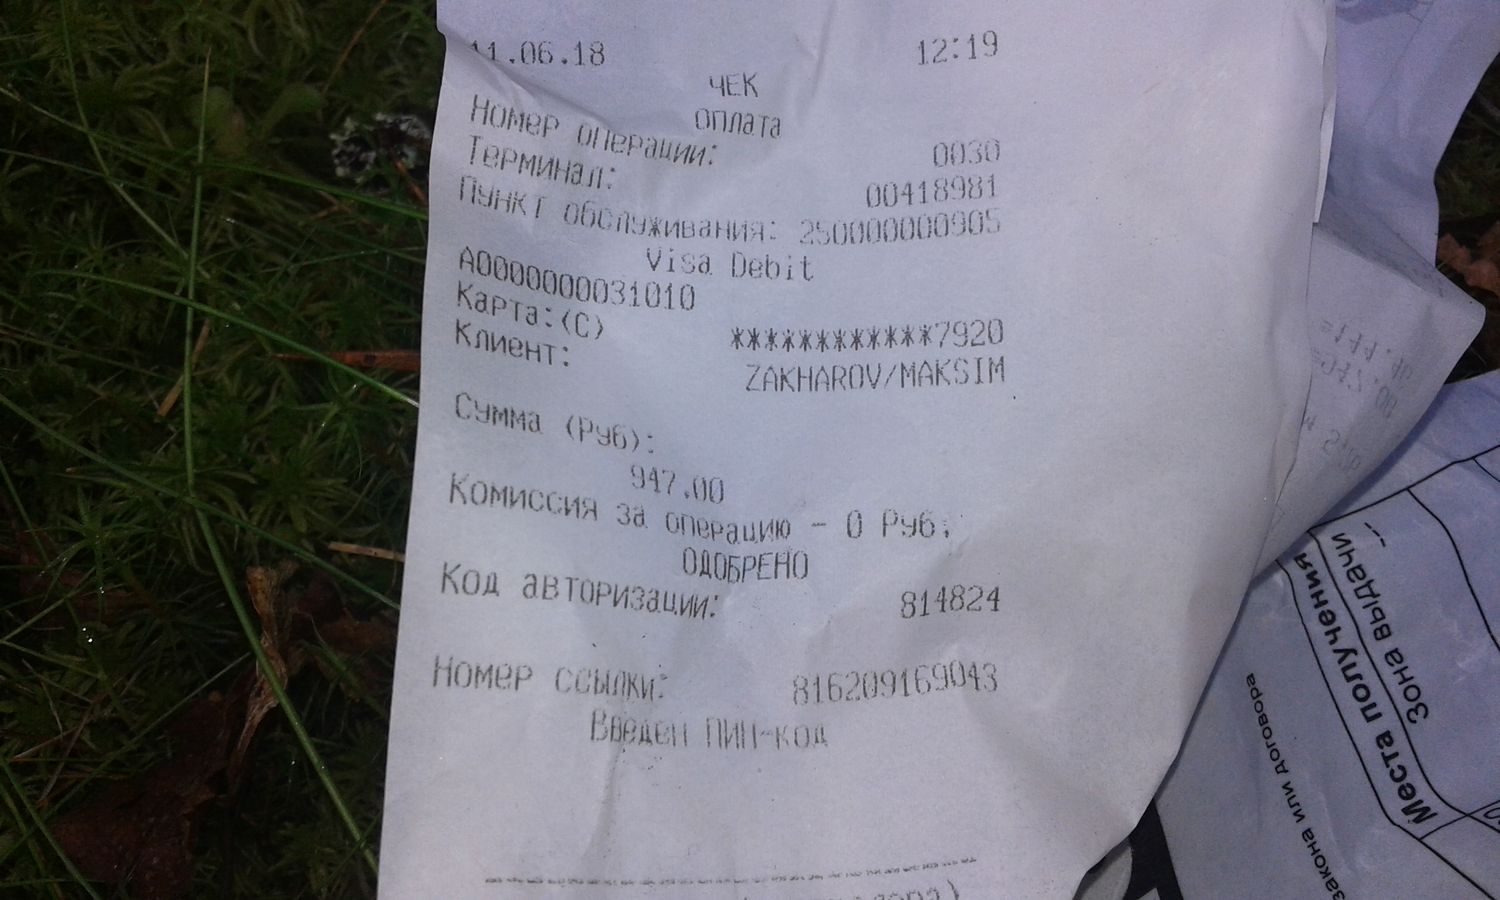 11.06.18 12:19
ЧЕК
оплата
Номер операции: 0030
Терминал: 00418981
Пункт обслуживания: 250000000905
Visa Debit
A0000000031010
Карта:(C) ************7920
Клиент: ZAKHAROV/MAKSIM
Сумма (Руб):
947.00
Комиссия за операцию - 0 Руб.
ОДОБРЕНО
Код авторизации: 814824
Номер ссылки: 816209169043
Введен ПИН-код
Места получения
Зона выдачи
---
закона или договора